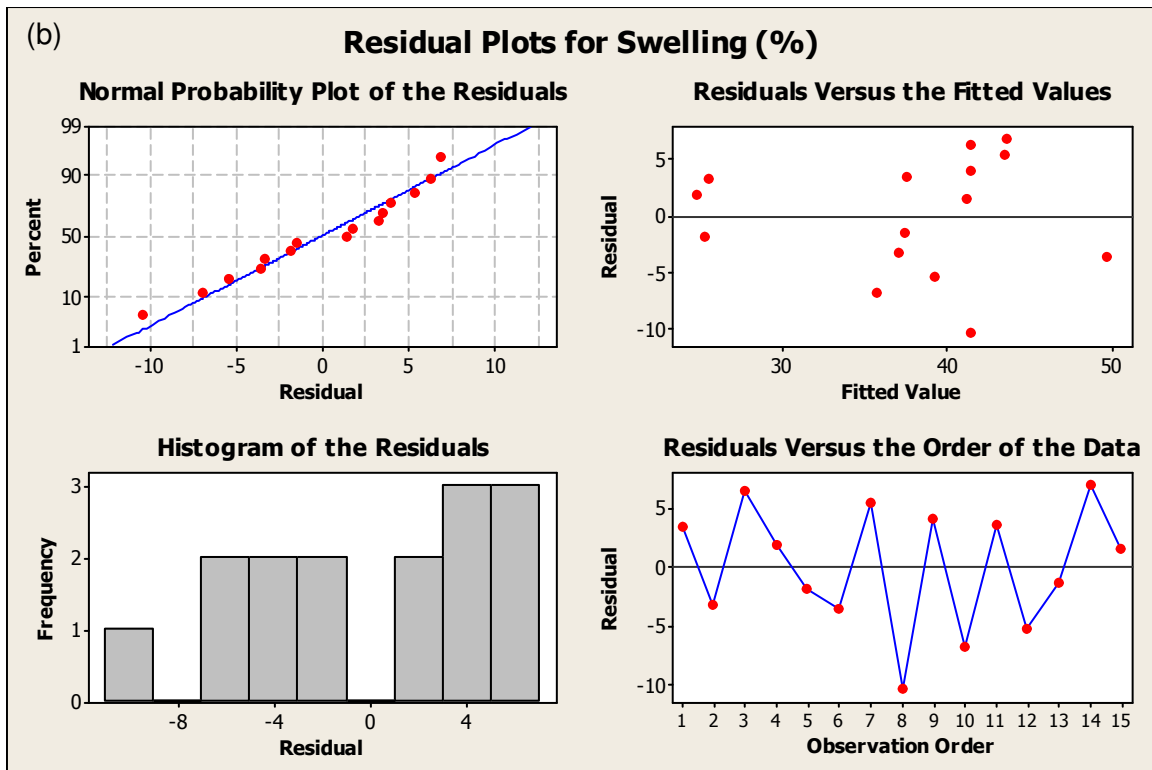 (b)
Residual Plots for Swelling (%)
Normal Probability Plot of the Residuals
Percent
99
90
50
10
1
-10 -5 0 5 10
Residual
Residuals Versus the Fitted Values
Residual
5
0
-5
-10
30 40 50
Fitted Value
Histogram of the Residuals
Frequency
3
2
1
0
-8 -4 0 4
Residual
Residuals Versus the Order of the Data
Residual
5
0
-5
-10
1 2 3 4 5 6 7 8 9 10 11 12 13 14 15
Observation Order